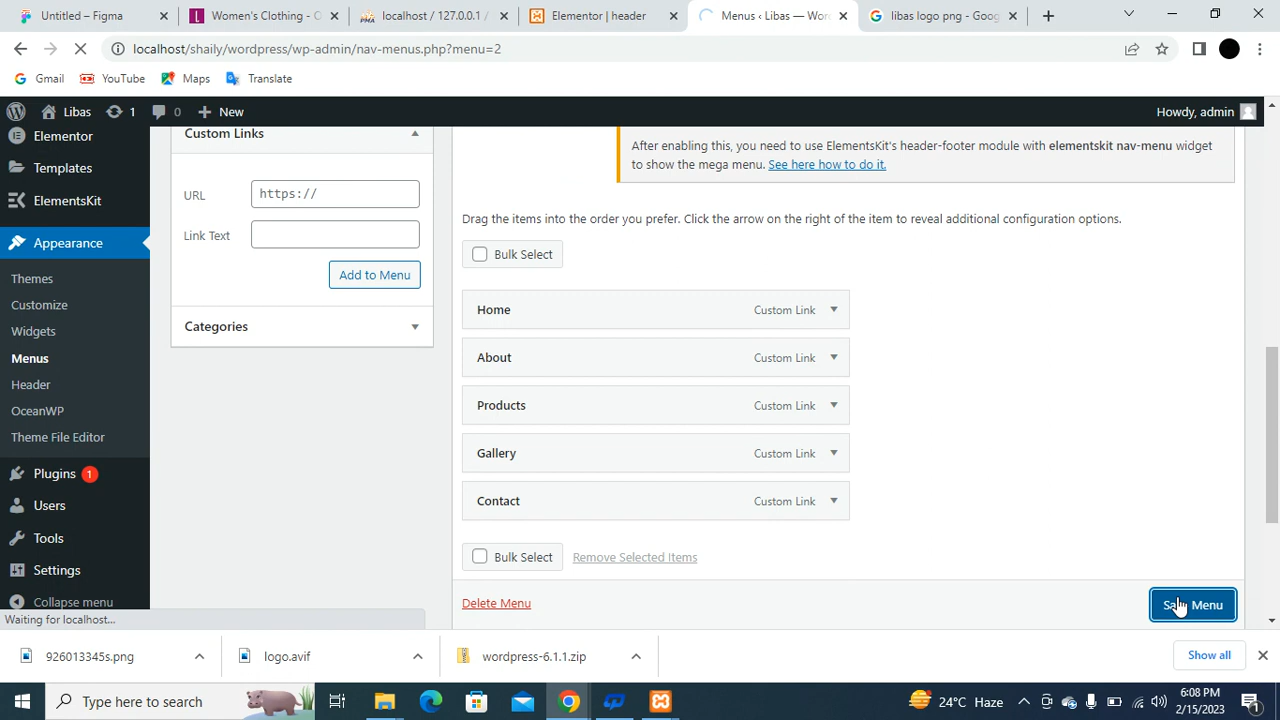 Untitled – Figma
Women's Clothing - O
localhost / 127.0.0.1 /
Elementor | header
Menus ‹ Libas — Wor
libas logo png - Goog
localhost/shaily/wordpress/wp-admin/nav-menus.php?menu=2
Gmail
YouTube
Maps
Translate
Libas
1
0
New
Howdy, admin
Elementor
Templates
ElementsKit
Appearance
Themes
Customize
Widgets
Menus
Header
OceanWP
Theme File Editor
Plugins 1
Users
Tools
Settings
Collapse menu
Waiting for localhost...
Custom Links
URL
https://
Link Text
Add to Menu
Categories
After enabling this, you need to use ElementsKit's header-footer module with elementskit nav-menu widget
to show the mega menu. See here how to do it.
Drag the items into the order you prefer. Click the arrow on the right of the item to reveal additional configuration options.
Bulk Select
Home Custom Link
About Custom Link
Products Custom Link
Gallery Custom Link
Contact Custom Link
Bulk Select Remove Selected Items
Delete Menu
Menu
926013345s.png
logo.avif
wordpress-6.1.1.zip
Show all
Type here to search
24°C Haze
6:08 PM
2/15/2023
1